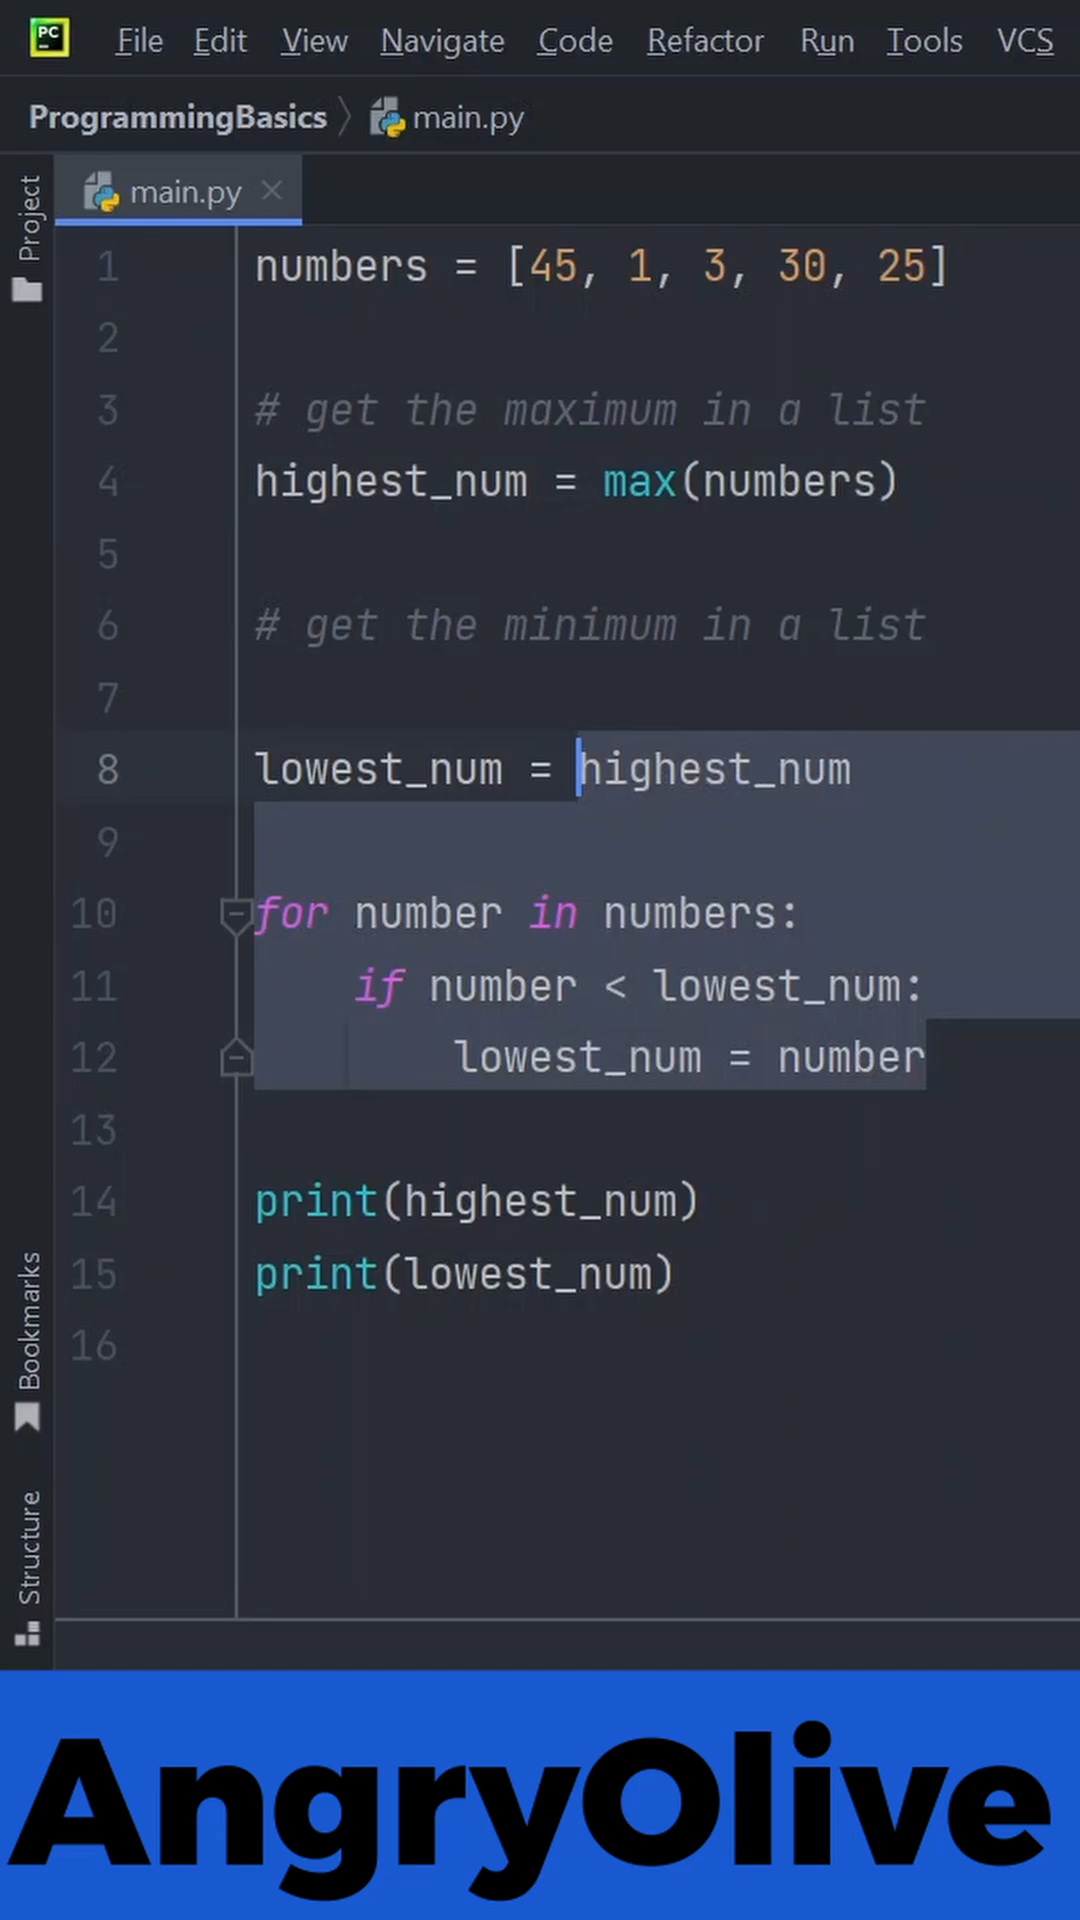 PC
File Edit View Navigate Code Refactor Run Tools VCS
ProgrammingBasics main.py
Project
main.py
1 numbers = [45, 1, 3, 30, 25]
2
3 # get the maximum in a list
4 highest_num = max(numbers)
5
6 # get the minimum in a list
7
8 lowest_num = highest_num
9
10 for number in numbers:
11     if number < lowest_num:
12         lowest_num = number
13
14 print(highest_num)
15 print(lowest_num)
16
Bookmarks
Structure
AngryOlive